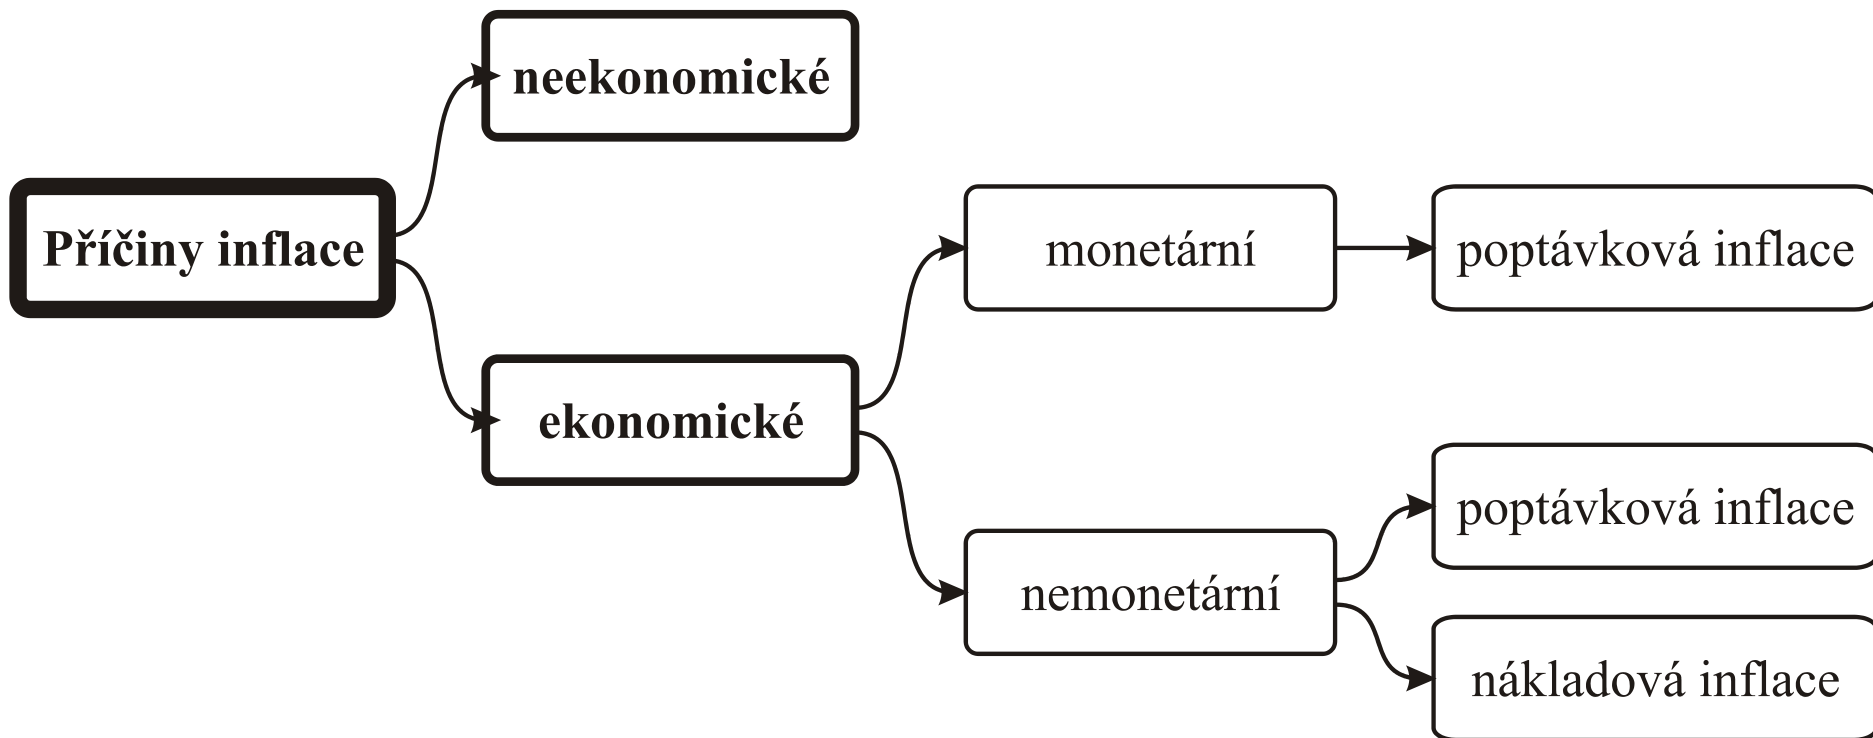 neekonomické
Příčiny inflace
monetární
poptávková inflace
ekonomické
poptávková inflace
nemonetární
nákladová inflace